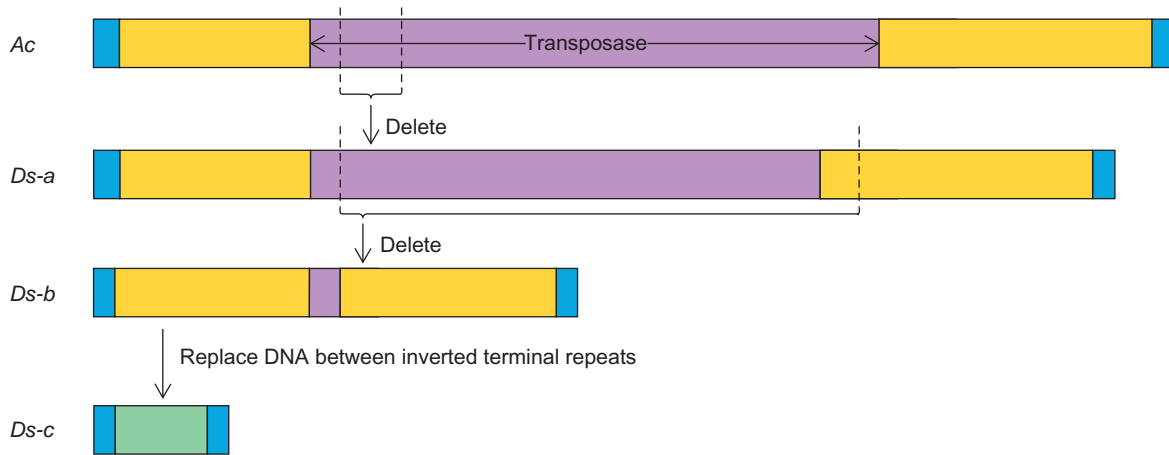 Ac
Transposase
Delete
Ds-a
Delete
Ds-b
Replace DNA between inverted terminal repeats
Ds-c